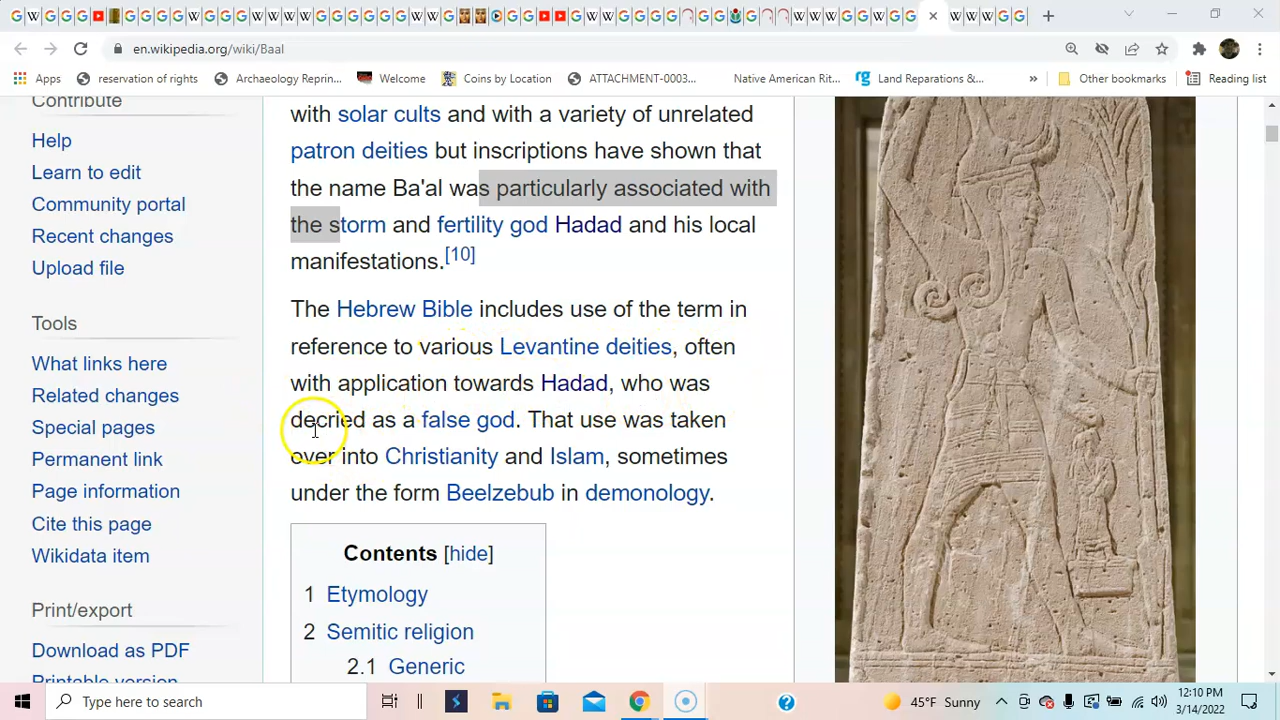 en.wikipedia.org/wiki/Baal
Apps
reservation of rights
Archaeology Reprin...
Welcome
Coins by Location
ATTACHMENT-0003...
Native American Rit...
Land Reparations &...
»
Other bookmarks
Reading list
Contribute
Help
Learn to edit
Community portal
Recent changes
Upload file
Tools
What links here
Related changes
Special pages
Permanent link
Page information
Cite this page
Wikidata item
Print/export
Download as PDF
Printable version
with solar cults and with a variety of unrelated
patron deities but inscriptions have shown that
the name Ba'al was particularly associated with
the storm and fertility god Hadad and his local
manifestations.[10]
The Hebrew Bible includes use of the term in
reference to various Levantine deities, often
with application towards Hadad, who was
decried as a false god. That use was taken
over into Christianity and Islam, sometimes
under the form Beelzebub in demonology.
Contents [hide]
1 Etymology
2 Semitic religion
2.1 Generic
Type here to search
45°F Sunny
12:10 PM
3/14/2022